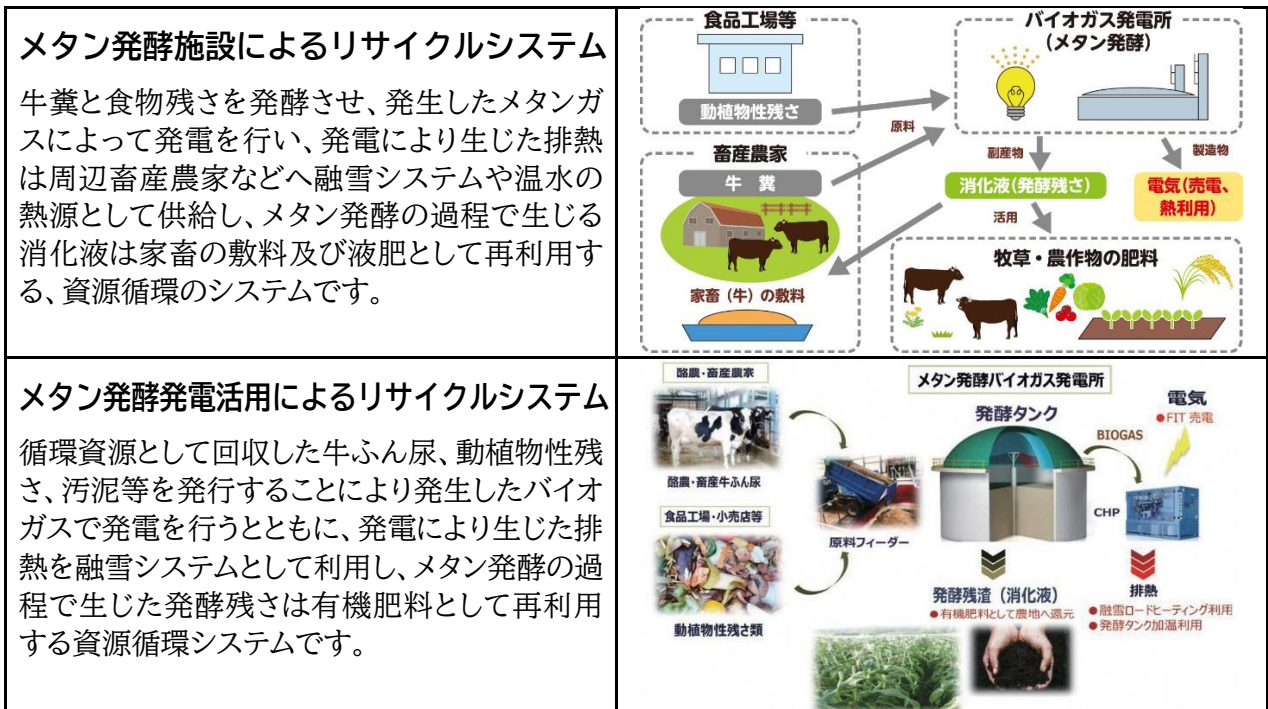 メタン発酵施設によるリサイクルシステム
牛糞と食物残さを発酵させ、発生したメタンガ
スによって発電を行い、発電により生じた排熱
は周辺畜産農家などへ融雪システムや温水の
熱源として供給し、メタン発酵の過程で生じる
消化液は家畜の敷料及び液肥として再利用す
る、資源循環のシステムです。
食品工場等
動植物性残さ
畜産農家
牛 糞
家畜(牛)の敷料
原料
バイオガス発電所
(メタン発酵)
副産物
製造物
消化液(発酵残さ)
電気(売電、
熱利用)
活用
牧草・農作物の肥料
メタン発酵発電活用によるリサイクルシステム
循環資源として回収した牛ふん尿、動植物性残
さ、汚泥等を発行することにより発生したバイオ
ガスで発電を行うとともに、発電により生じた排
熱を融雪システムとして利用し、メタン発酵の過
程で生じた発酵残さは有機肥料として再利用
する資源循環システムです。
酪農・畜産農家
酪農・畜産牛ふん尿
食品工場・小売店等
動植物性残さ類
原料フィーダー
メタン発酵バイオガス発電所
発酵タンク
BIOGAS
電気
●FIT 売電
CHP
発酵残渣(消化液)
●有機肥料として農地へ還元
排熱
●融雪ロードヒーティング利用
●発酵タンク加温利用